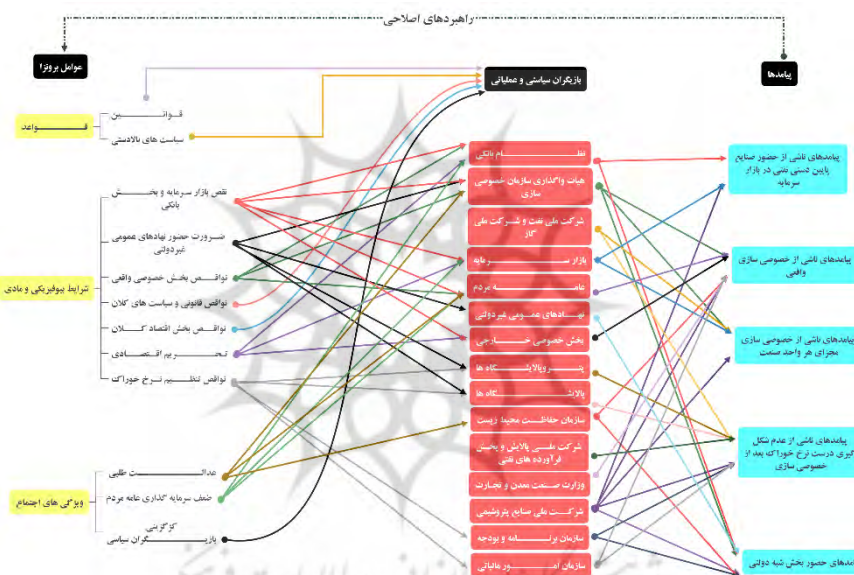 راهبردهای اصلاحی
عوامل برونزا
بازیگران سیاستی و عملیاتی
پیامدها
قواعد
قوانین
سیاست های بالادستی
شرایط بیوفیزیکی و مادی
نقص بازار سرمایه و بخش
بانکی
ضرورت حضور نهادهای عمومی
غیردولتی
نواقص بخش خصوصی واقعی
نواقص قانونی و سیاست های کلان
نواقص بخش اقتصاد کلان
تحریم اقتصادی
نواقص تنظیم نرخ خوراک
ویژگی های اجتماع
عدالت طلبی
ضعف سرمایه گذاری عامه مردم
کژگزینی
بازیگران سیاسی
نظام بانکی
هیات واگذاری سازمان خصوصی
سازی
شرکت ملی نفت و شرکت ملی
گاز
بازار سرمایه
عامه مردم
نهادهای عمومی غیردولتی
بخش خصوصی خارجی
پتروپالایشگاه ها
پالایشگاه ها
سازمان حفاظت محیط زیست
شرکت ملی پالایش و پخش
فرآورده های نفتی
وزارت صنعت معدن و تجارت
شرکت ملی صنایع پتروشیمی
سازمان برنامه و بودجه
سازمان امور مالیاتی
پیامدهای ناشی از حضور صنایع
پایین دستی نفتی در بازار
سرمایه
پیامدهای ناشی از خصوصی سازی
واقعی
پیامدهای ناشی از خصوصی سازی
مجزای هر واحد صنعت
پیامدهای ناشی از عدم شکل
گیری درست نرخ خوراک بعد از
خصوصی سازی
مدهای حضور بخش شبه دولتی